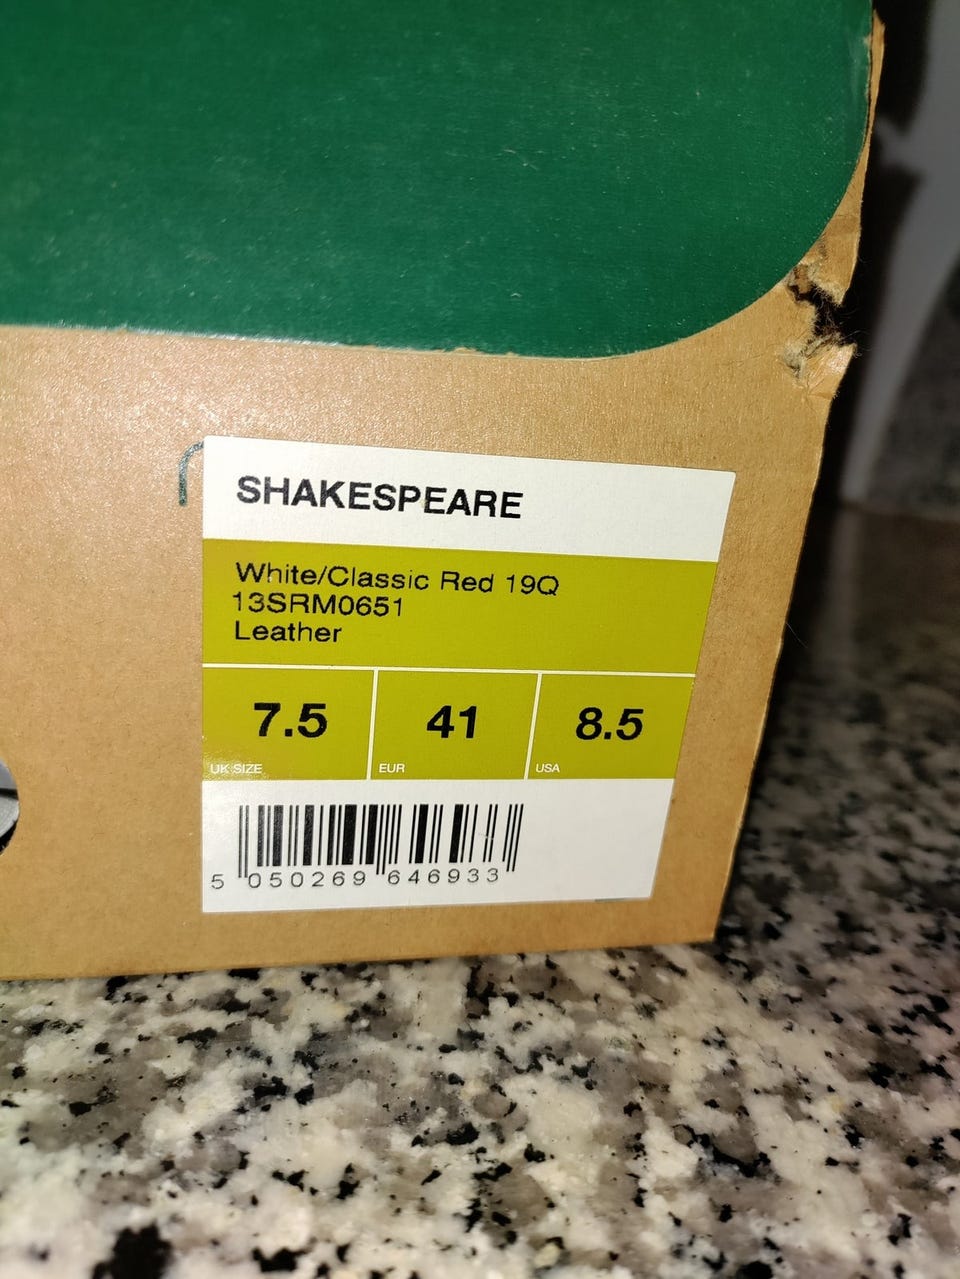 SHAKESPEARE
White/Classic Red 19Q
13SRM0651
Leather
7.5 41 8.5
UK SIZE EUR USA
5 050269 646933